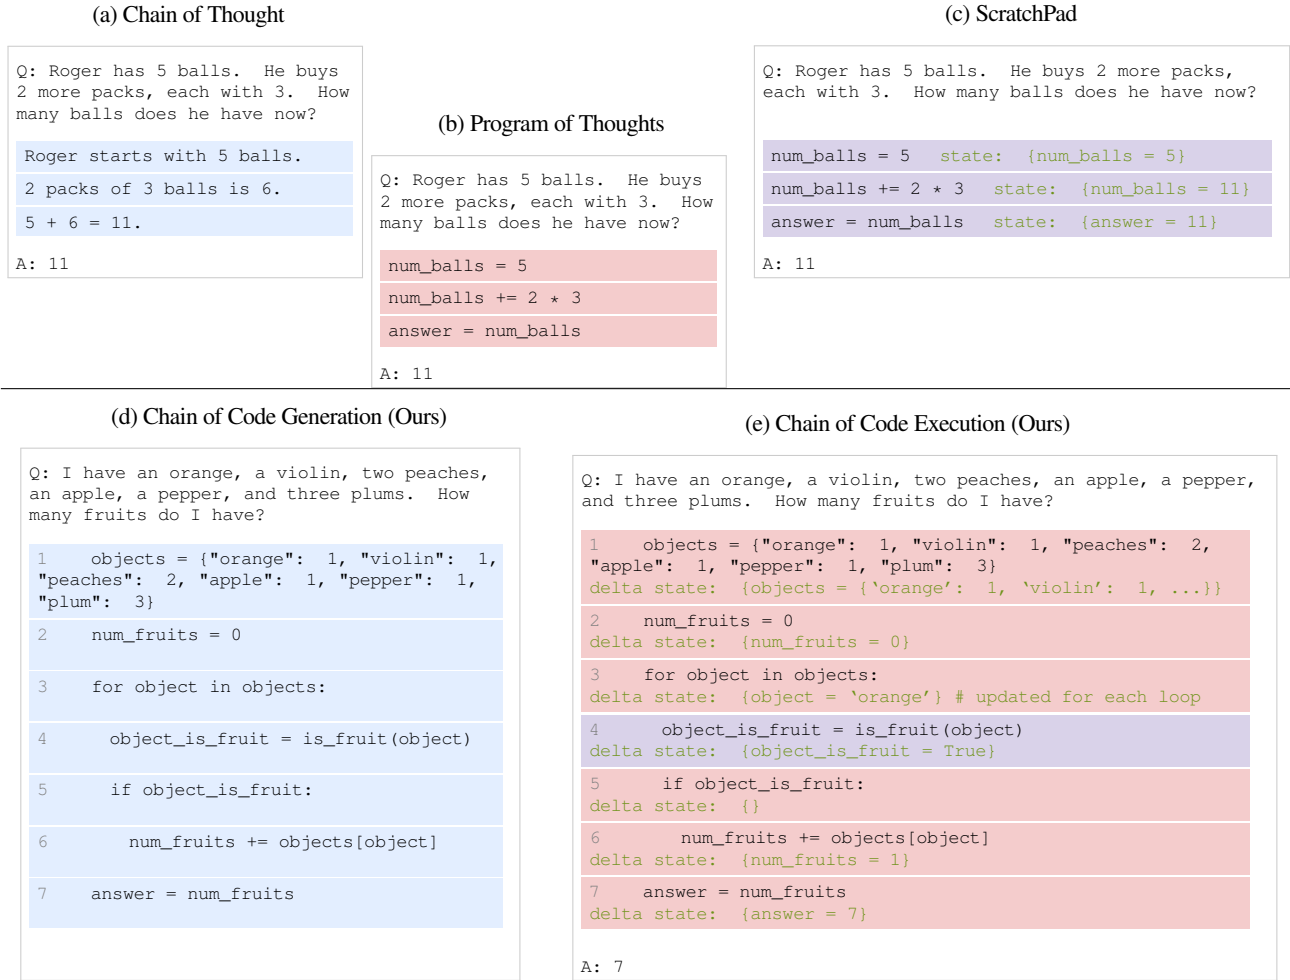 (a) Chain of Thought
Q: Roger has 5 balls. He buys
2 more packs, each with 3. How
many balls does he have now?
Roger starts with 5 balls.
2 packs of 3 balls is 6.
5 + 6 = 11.
A: 11
(b) Program of Thoughts
Q: Roger has 5 balls. He buys
2 more packs, each with 3. How
many balls does he have now?
num_balls = 5
num_balls += 2 * 3
answer = num_balls
A: 11
(c) ScratchPad
Q: Roger has 5 balls. He buys 2 more packs,
each with 3. How many balls does he have now?
num_balls = 5 state: {num_balls = 5}
num_balls += 2 * 3 state: {num_balls = 11}
answer = num_balls state: {answer = 11}
A: 11
(d) Chain of Code Generation (Ours)
Q: I have an orange, a violin, two peaches,
an apple, a pepper, and three plums. How
many fruits do I have?
1 objects = {"orange": 1, "violin": 1,
"peaches": 2, "apple": 1, "pepper": 1,
"plum": 3}
2 num_fruits = 0
3 for object in objects:
4 object_is_fruit = is_fruit(object)
5 if object_is_fruit:
6 num_fruits += objects[object]
7 answer = num_fruits
(e) Chain of Code Execution (Ours)
Q: I have an orange, a violin, two peaches, an apple, a pepper,
and three plums. How many fruits do I have?
1 objects = {"orange": 1, "violin": 1, "peaches": 2,
"apple": 1, "pepper": 1, "plum": 3}
delta state: {objects = {‘orange’: 1, ‘violin’: 1, ...}}
2 num_fruits = 0
delta state: {num_fruits = 0}
3 for object in objects:
delta state: {object = ‘orange’} # updated for each loop
4 object_is_fruit = is_fruit(object)
delta state: {object_is_fruit = True}
5 if object_is_fruit:
delta state: {}
6 num_fruits += objects[object]
delta state: {num_fruits = 1}
7 answer = num_fruits
delta state: {answer = 7}
A: 7